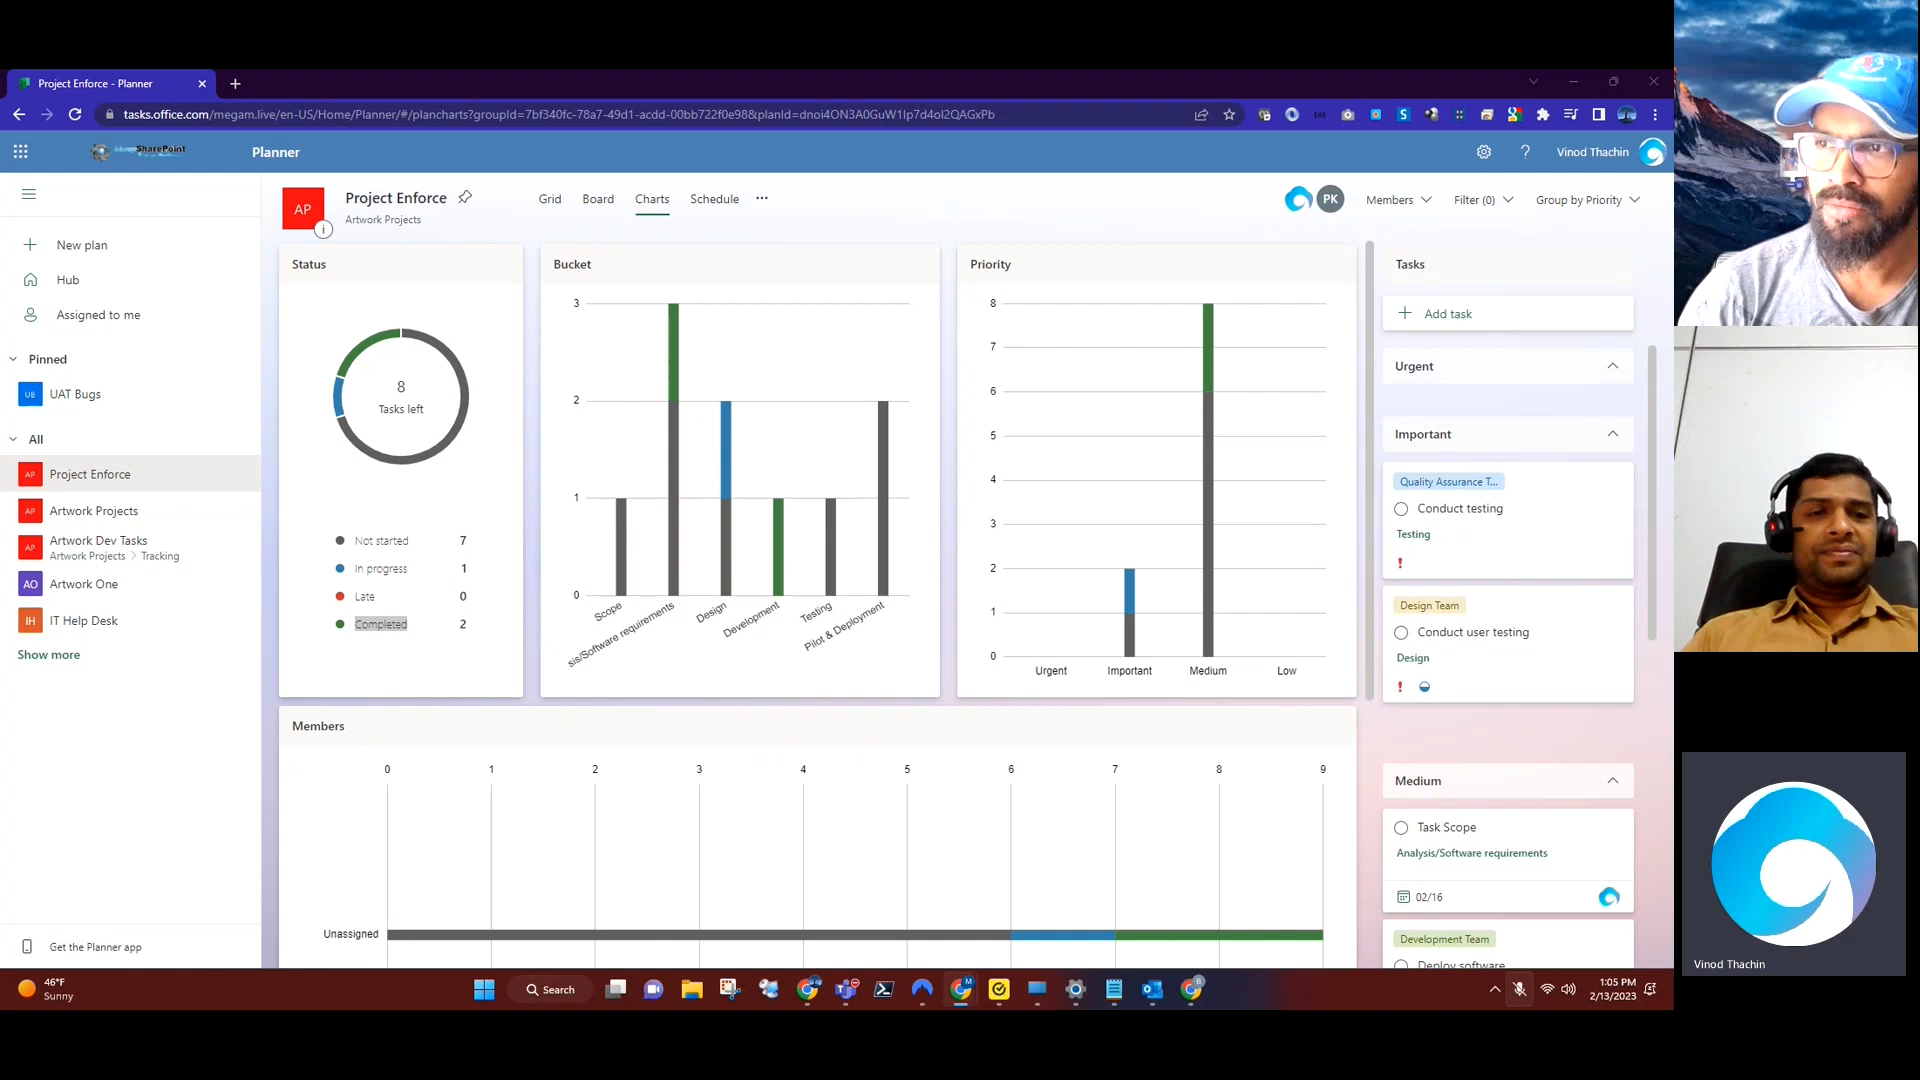 Project Enforce - Planner
tasks.office.com/megam.live/en-US/Home/Planner/#/plancharts?groupId=7bf340fc-78a7-49d1-acdd-00bb722f0e98&planId=dnoi4ON3A0GuW1Ip7d4oI2QAGxPb
SharePoint
Planner
? Vinod Thachin
AP
Project Enforce
Artwork Projects
Grid Board Charts Schedule ...
PK
Members
Filter (0)
Group by Priority
New plan
Hub
Assigned to me
Pinned
UB UAT Bugs
All
AP Project Enforce
AP Artwork Projects
AP Artwork Dev Tasks
Artwork Projects > Tracking
AO Artwork One
IH IT Help Desk
Show more
Get the Planner app
Status
8
Tasks left
Not started 7
In progress 1
Late 0
Completed 2
Bucket
3
2
1
0
Scope
sis/Software requirements
Design
Development
Testing
Pilot & Deployment
Priority
8
7
6
5
4
3
2
1
0
Urgent Important Medium Low
Members
0 1 2 3 4 5 6 7 8 9
Unassigned
Tasks
+ Add task
Urgent
Important
Quality Assurance T...
Conduct testing
Testing
Design Team
Conduct user testing
Design
Medium
Task Scope
Analysis/Software requirements
02/16
Development Team
Deploy software
46°F
Sunny
Search
1:05 PM
2/13/2023
Vinod Thachin